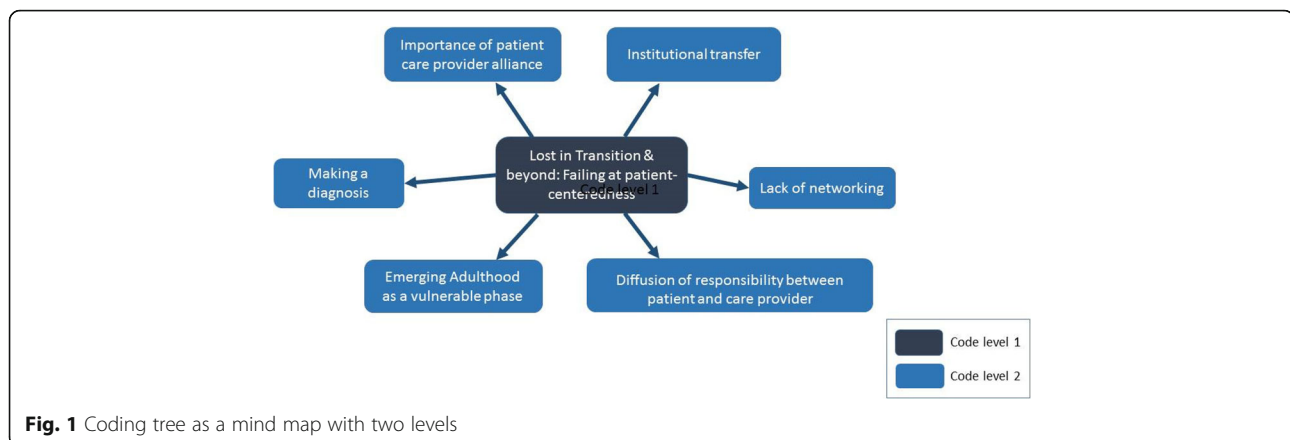 Importance of patient
care provider alliance
Institutional transfer
Lost in Transition &
beyond: Failing at patient-
centeredness
Code level 1
Making a
diagnosis
Lack of networking
Emerging Adulthood
as a vulnerable phase
Diffusion of responsibility between
patient and care provider
Code level 1
Code level 2
Fig. 1 Coding tree as a mind map with two levels